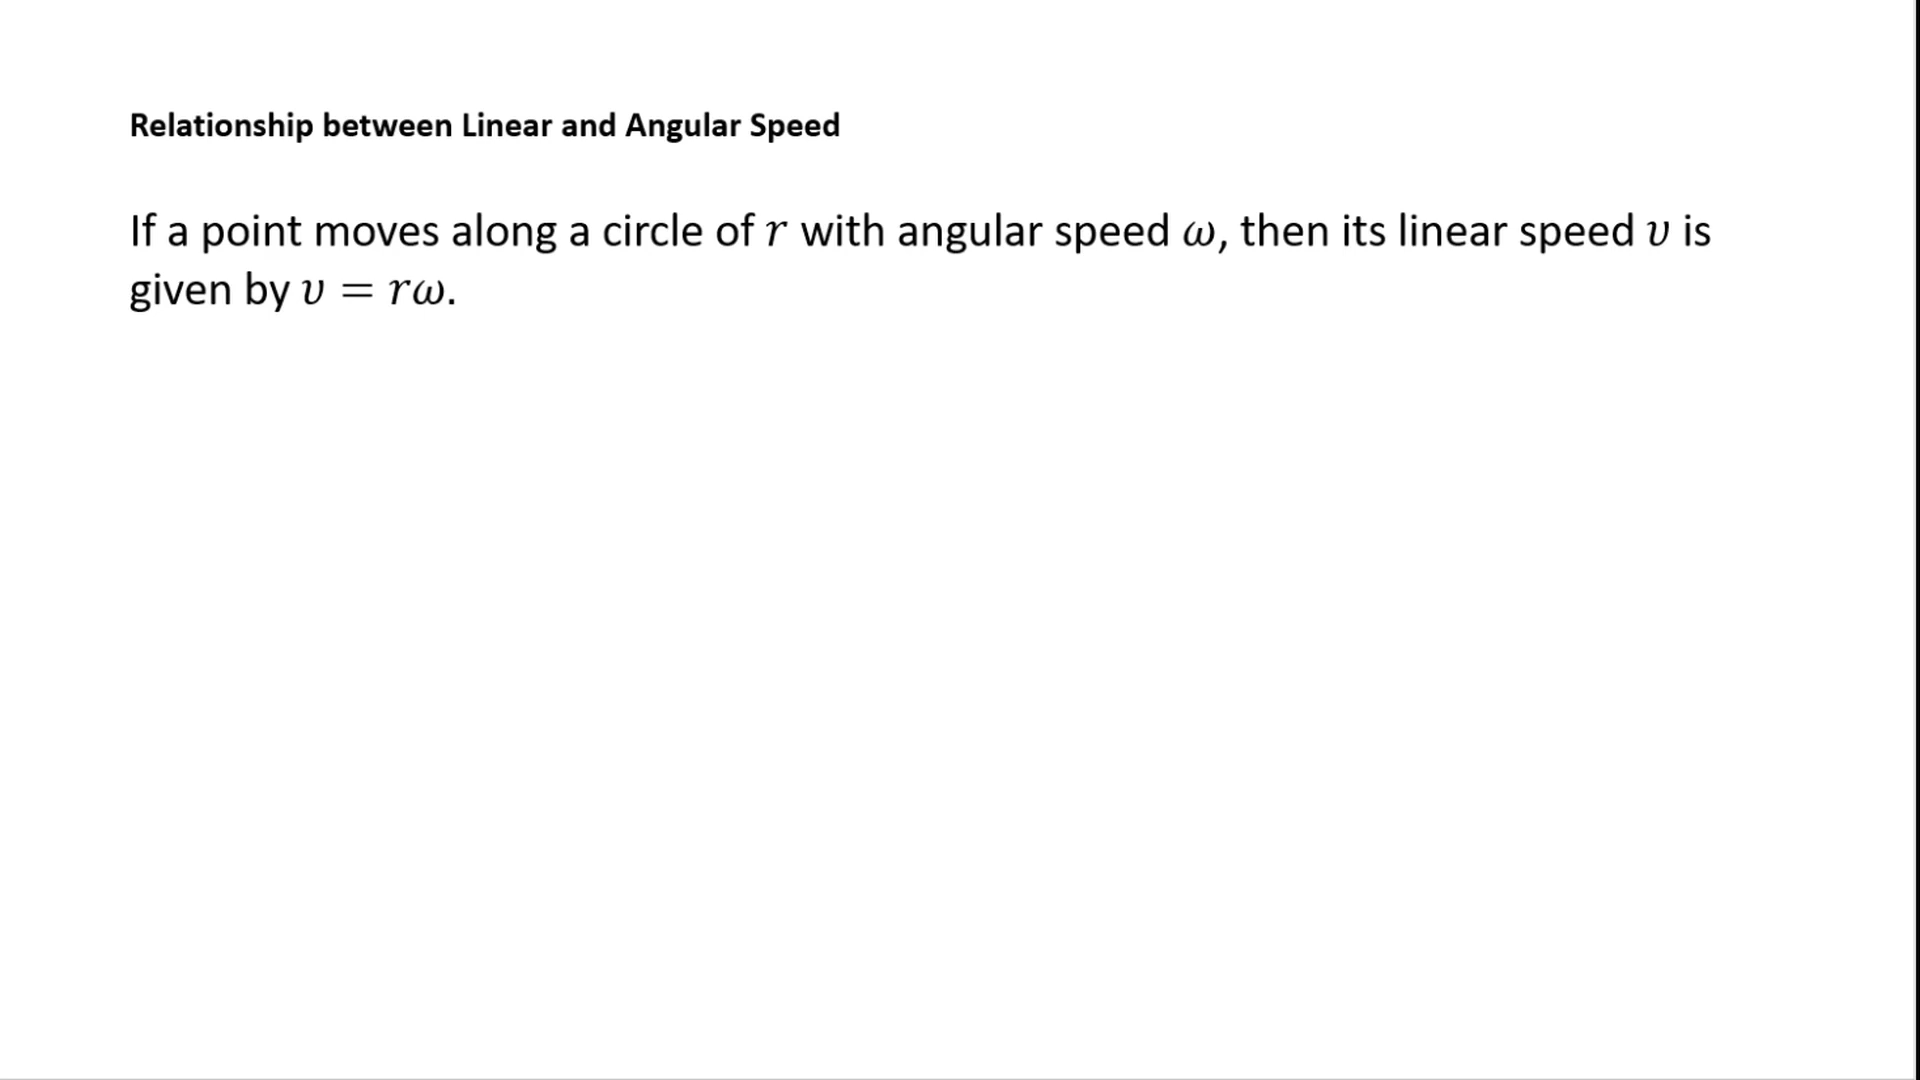 Relationship between Linear and Angular Speed
If a point moves along a circle of 𝑟 with angular speed 𝜔, then its linear speed 𝑣 is
given by 𝑣 = 𝑟𝜔.